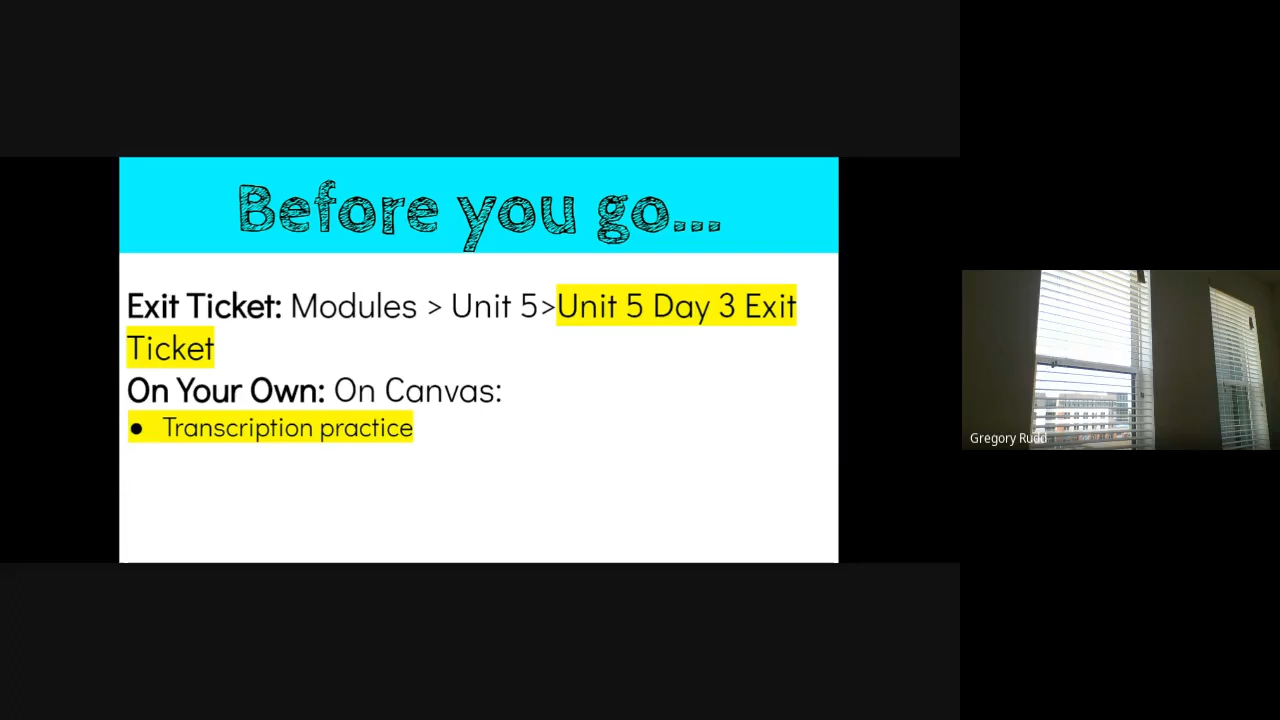 Before you go...
Exit Ticket: Modules > Unit 5>Unit 5 Day 3 Exit
Ticket
On Your Own: On Canvas:
● Transcription practice
Gregory Rudd